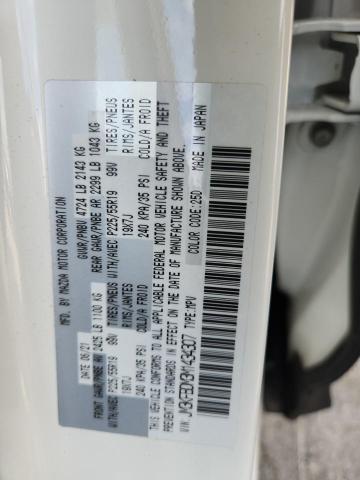 MFD BY MAZDA MOTOR CORPORATION
DATE 06/21 GVWR/PNBV 4724 LB 2143 KG
FRONT GAWR/PNBE AV 2425 LB 1100 KG AR GAWR/PNBE AR 2299 LB 1043 KG
WITH/AVEC P225/55R19 99V TIRES/PNEUS WITH/AVEC P225/55R19 99V TIRES/PNEUS
19X7J RIMS/JANTES 19X7J RIMS/JANTES
240 KPA/35 PSI COLD/A FROID 240 KPA/35 PSI COLD/A FROID
THIS VEHICLE CONFORMS TO ALL APPLICABLE FEDERAL MOTOR VEHICLE SAFETY AND THEFT
PREVENTION STANDARDS IN EFFECT ON THE DATE OF MANUFACTURE SHOWN ABOVE.
TYPE:MPV COLOR CODE:25D MADE IN JAPAN